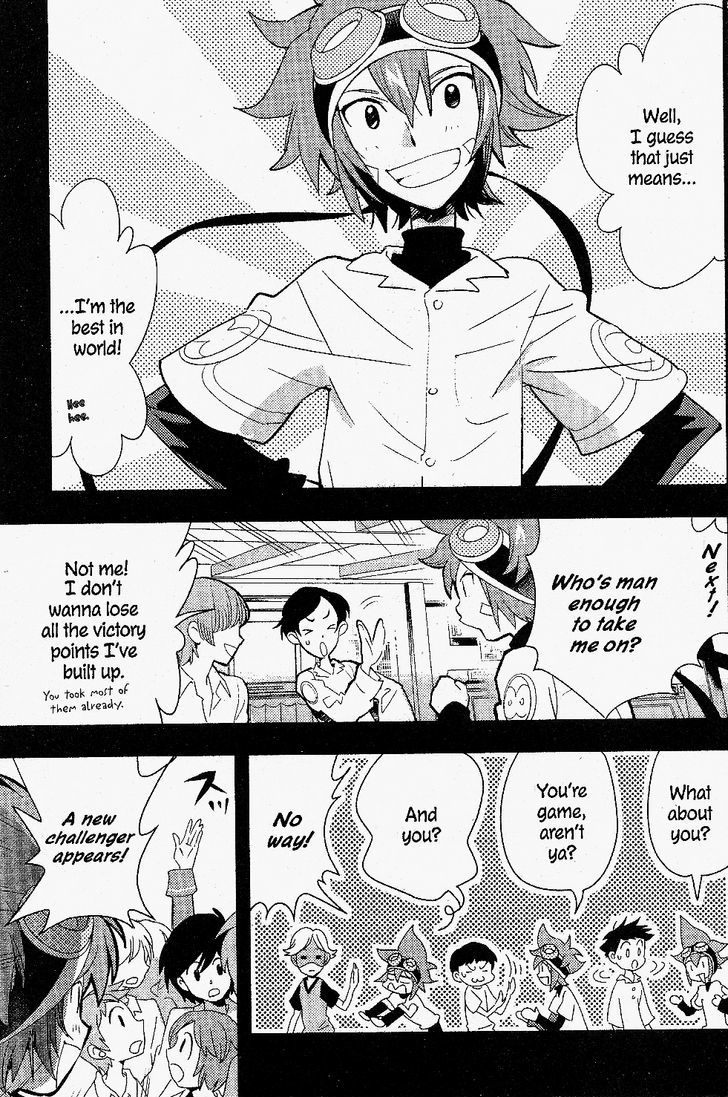 Well,
I guess
that just
means...
...I'm the
best in
world!
Hee
hee.
Next!
Who's man
enough
to take
me on?
Not me!
I don't
wanna lose
all the victory
points I've
built up.
You took most of
them already.
What
about
you?
You're
game,
aren't
ya?
And
you?
No
way!
スッ
A new
challenger
appears!